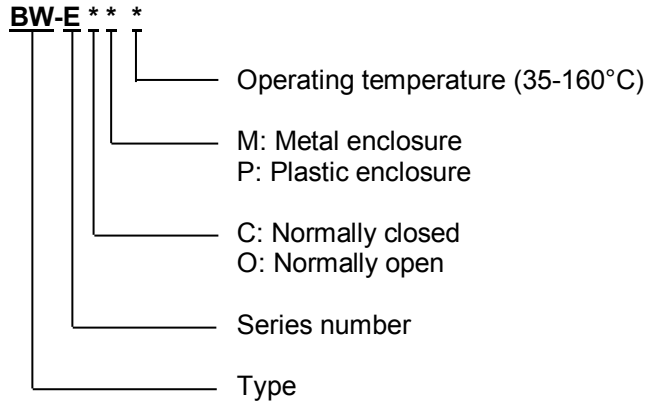 BW-E * * *
Operating temperature (35-160°C)
M: Metal enclosure
P: Plastic enclosure
C: Normally closed
O: Normally open
Series number
Type